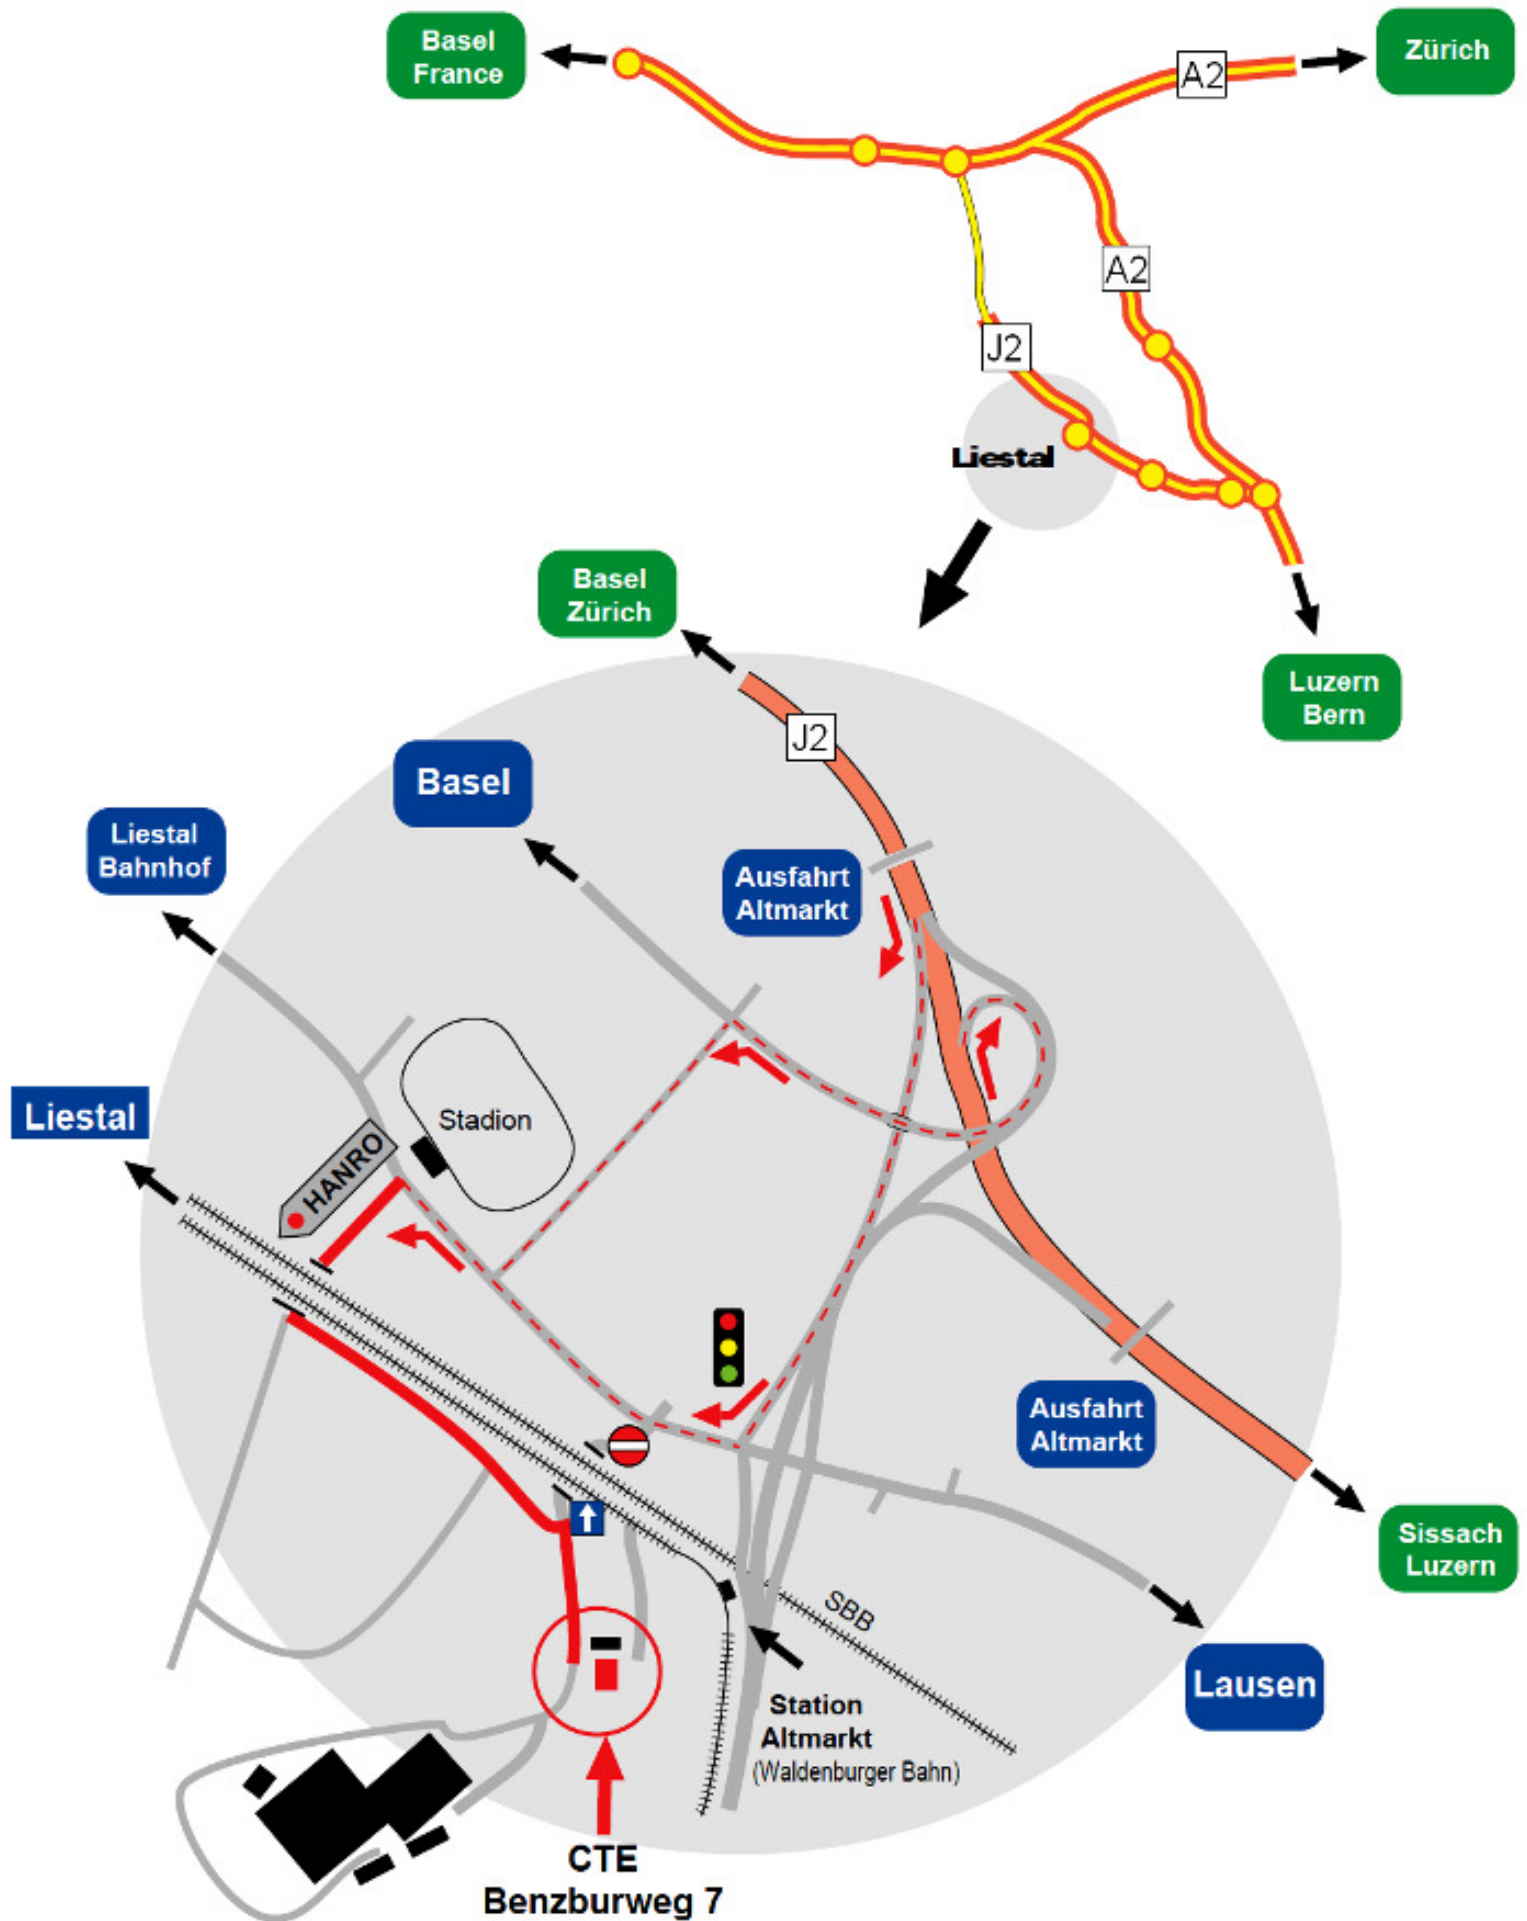 Basel
France
Zürich
A2
A2
J2
Liestal
Basel
Zürich
Luzern
Bern
J2
Basel
Liestal
Bahnhof
Ausfahrt
Altmarkt
Liestal
Stadion
HANRO
Ausfahrt
Altmarkt
Sissach
Luzern
SBB
Lausen
Station
Altmarkt
(Waldenburger Bahn)
CTE
Benzburweg 7